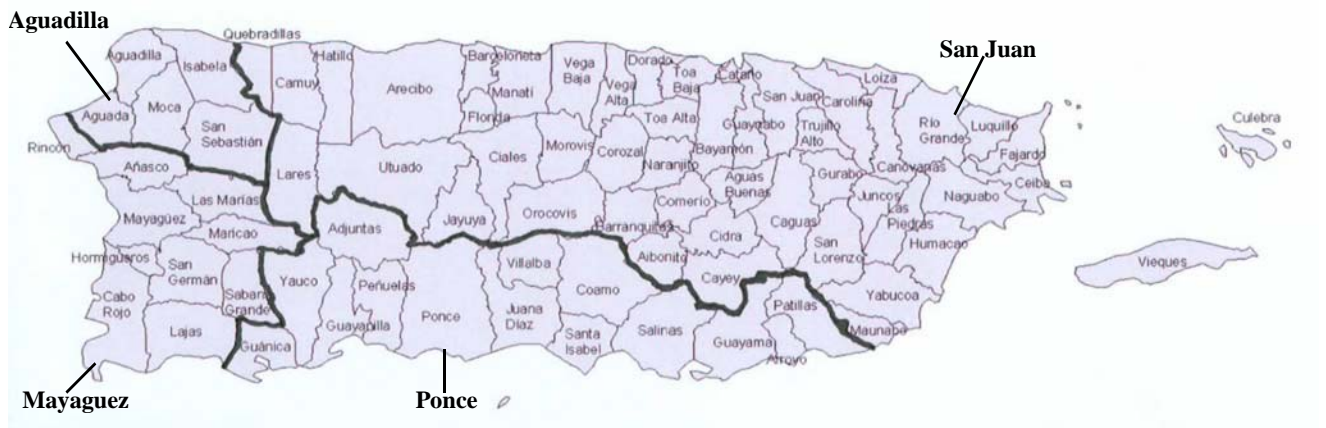 Aguadilla
San Juan
Quebradillas
Aguadilla
Isabela
Camuy
Hatillo
Arecibo
Barceloneta
Manatí
Florida
Vega
Baja
Vega
Alta
Dorado
Toa
Baja
Cataño
San Juan
Carolina
Loíza
Río
Grande
Luquillo
Fajardo
Ceiba
Culebra
Aguada
Moca
San
Sebastián
Rincón
Añasco
Lares
Utuado
Ciales
Morovis
Corozal
Toa Alta
Naranjito
Bayamón
Guaynabo
Trujillo
Alto
Canóvanas
Gurabo
Juncos
Las
Piedras
Naguabo
Humacao
Las Marías
Mayagüez
Maricao
Adjuntas
Jayuya
Orocovis
Barranquitas
Comerío
Aguas
Buenas
Cidra
Caguas
San
Lorenzo
Vieques
Hormigueros
San
Germán
Sabana
Grande
Yauco
Peñuelas
Villalba
Coamo
Aibonito
Cayey
Yabucoa
Patillas
Maunabo
Cabo
Rojo
Lajas
Guánica
Guayanilla
Ponce
Juana
Díaz
Santa
Isabel
Salinas
Guayama
Arroyo
Mayaguez
Ponce